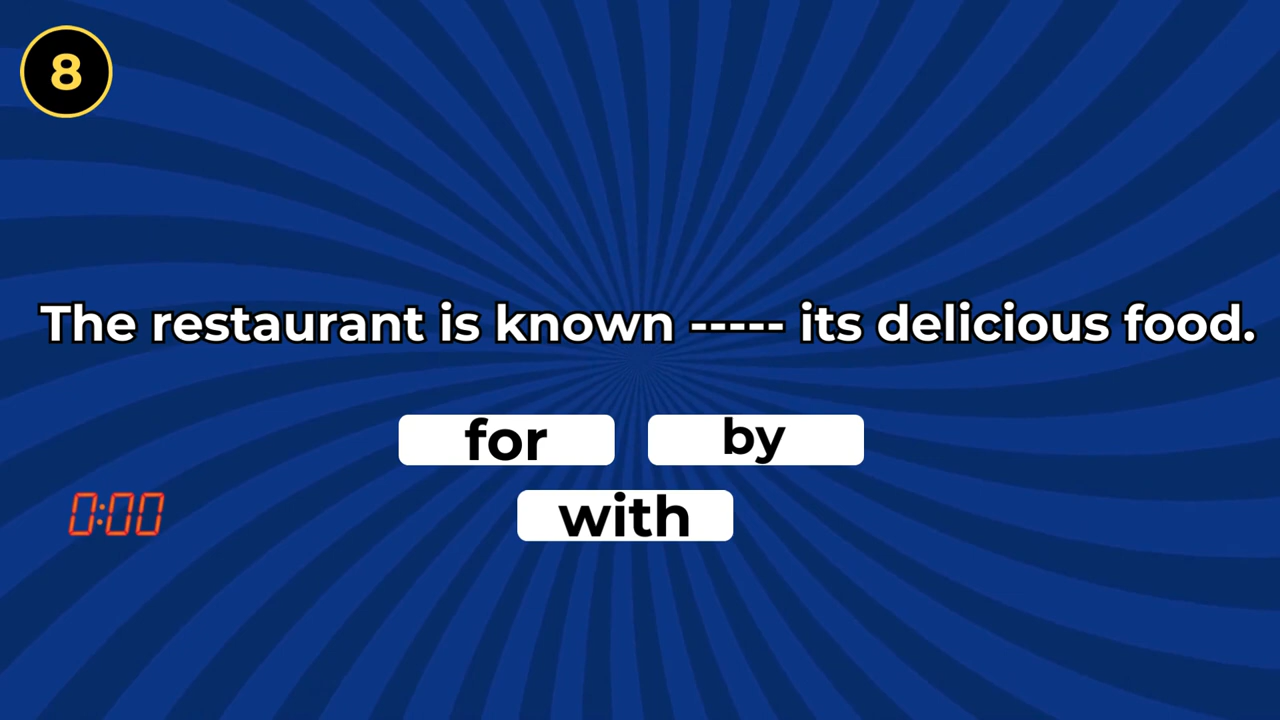 8
The restaurant is known ----- its delicious food.
for
by
with
0:00